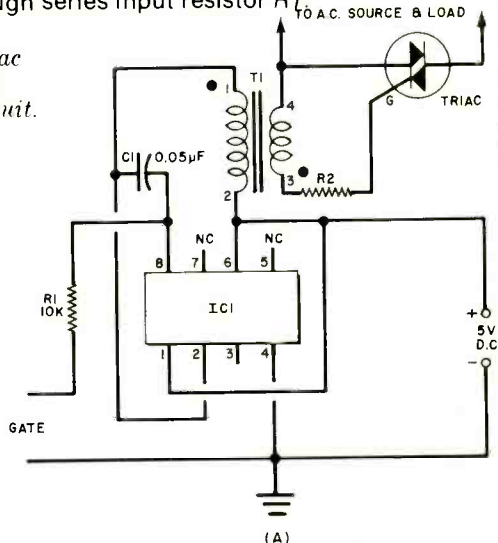 ough series input resistor R1.
ac
uit.
TO A.C. SOURCE & LOAD
TRIAC
G
T1
1
4
2
3
R2
C1 0.05µF
8 NC 7 6 NC 5
IC1
1 2 3 4
R1
10K
+
5V
D.C
-
GATE
(A)